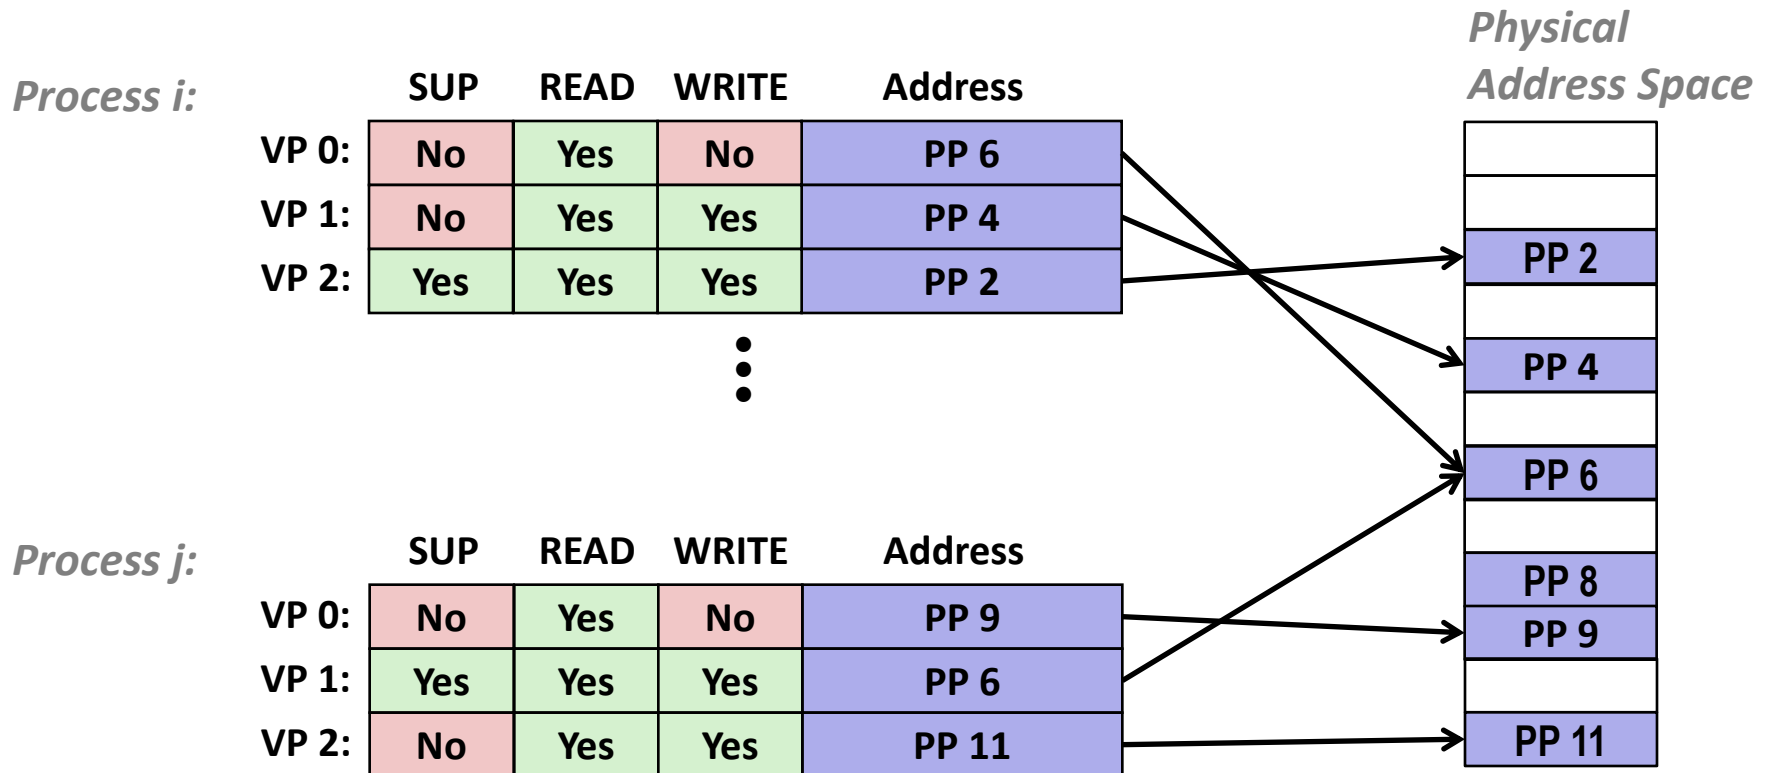 Physical
Address Space
Process i:
SUP READ WRITE Address
VP 0: No Yes No PP 6
VP 1: No Yes Yes PP 4
VP 2: Yes Yes Yes PP 2
PP 2
PP 4
PP 6
PP 8
PP 9
PP 11
Process j:
SUP READ WRITE Address
VP 0: No Yes No PP 9
VP 1: Yes Yes Yes PP 6
VP 2: No Yes Yes PP 11